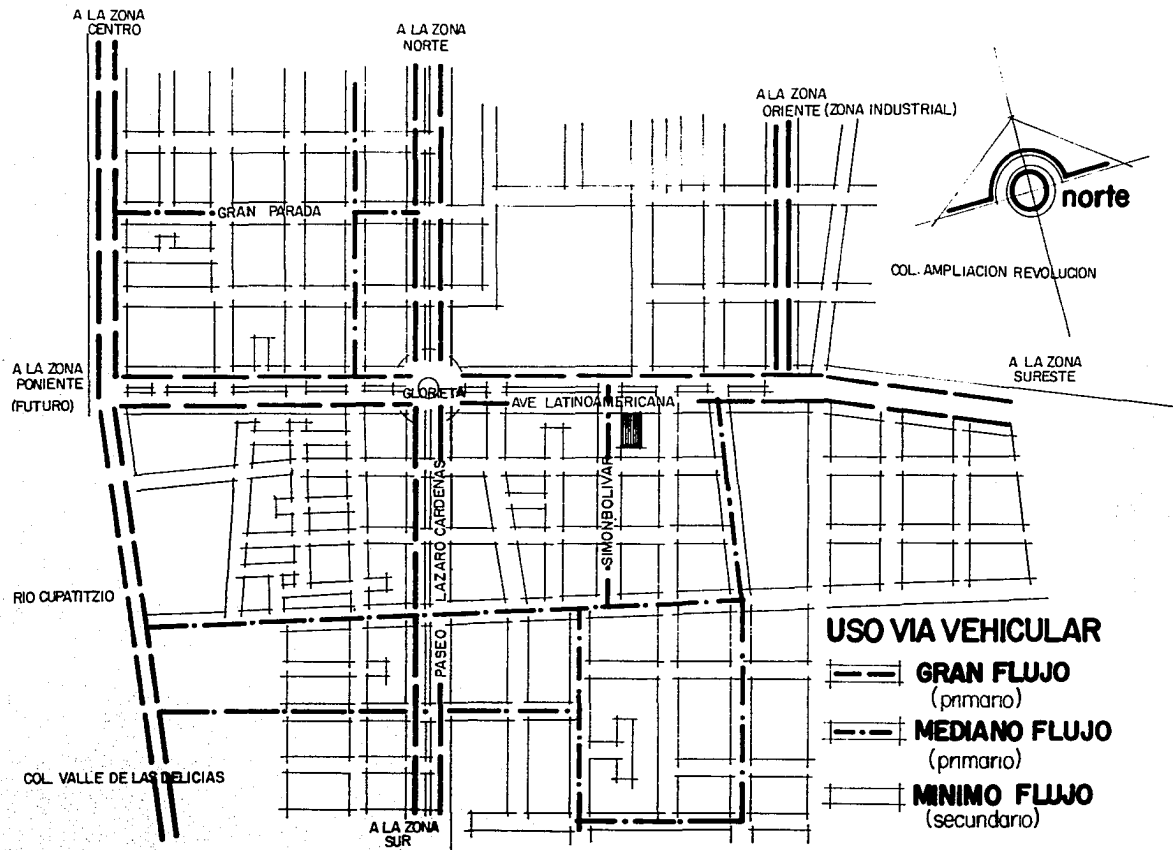 A LA ZONA
CENTRO
A LA ZONA
NORTE
A LA ZONA
ORIENTE (ZONA INDUSTRIAL)
norte
GRAN PARADA
COL. AMPLIACION REVOLUCION
A LA ZONA
PONIENTE
(FUTURO)
A LA ZONA
SURESTE
GLORIETA
AVE LATINOAMERICANA
PASEO LAZARO CARDENAS
SIMON BOLIVAR
RIO CUPATITZIO
COL. VALLE DE LAS DELICIAS
A LA ZONA
SUR
USO VIA VEHICULAR
GRAN FLUJO
(primario)
MEDIANO FLUJO
(primario)
MINIMO FLUJO
(secundario)